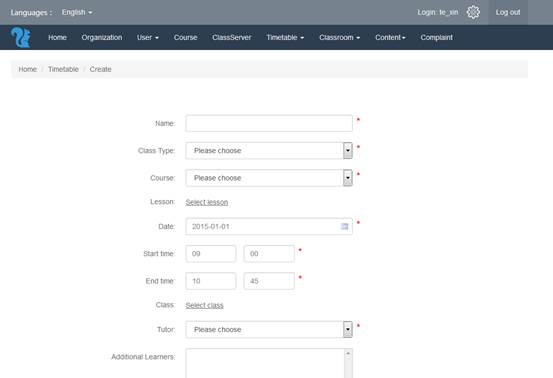 Languages : English Login: te_xin Log out
Home Organization User Course ClassServer Timetable Classroom Content Complaint
Home / Timetable / Create
Name: *
Class Type: Please choose *
Course: Please choose *
Lesson: Select lesson
Date: 2015-01-01 *
Start time: 09 00 *
End time: 10 45 *
Class: Select class
Tutor: Please choose *
Additional Learners: